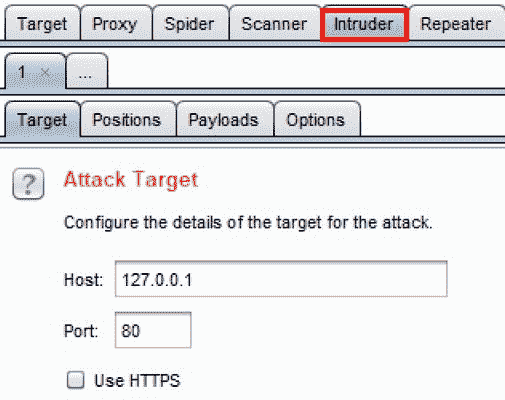 Target Proxy Spider Scanner Intruder Repeater
1 × ...
Target Positions Payloads Options
? Attack Target
Configure the details of the target for the attack.
Host: 127.0.0.1
Port: 80
Use HTTPS